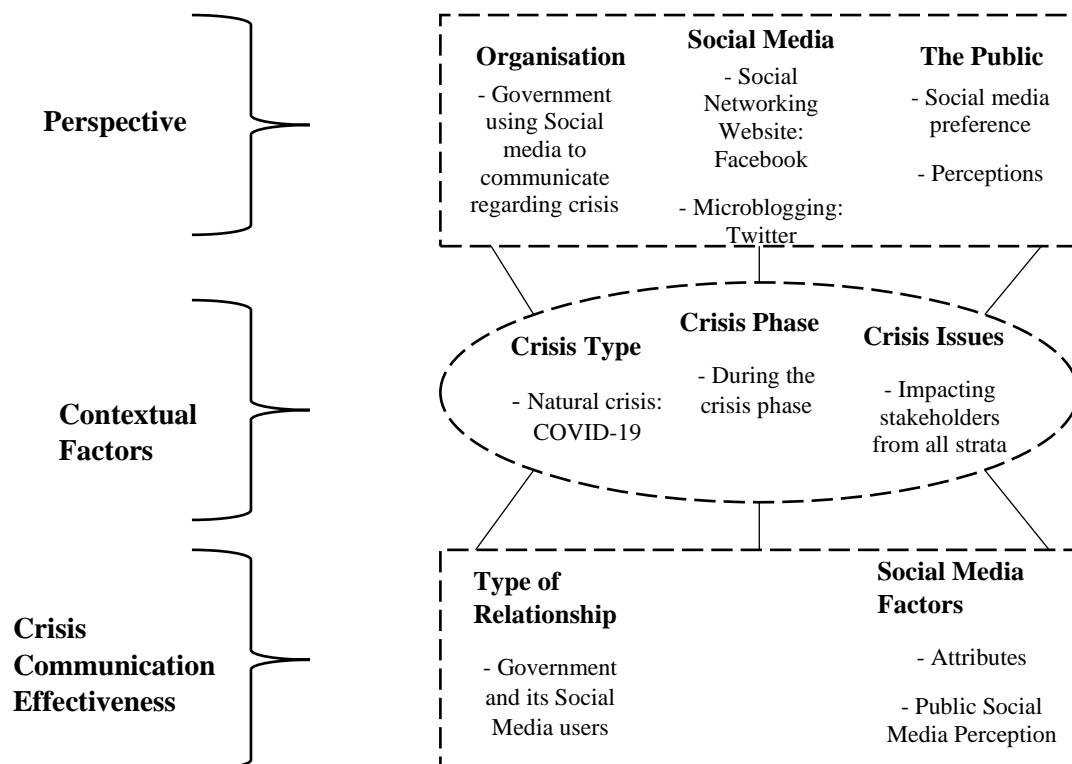 Perspective
Organisation
- Government
using Social
media to
communicate
regarding crisis
Social Media
- Social
Networking
Website:
Facebook
- Microblogging:
Twitter
The Public
- Social media
preference
- Perceptions
Contextual
Factors
Crisis Type
- Natural crisis:
COVID-19
Crisis Phase
- During the
crisis phase
Crisis Issues
- Impacting
stakeholders
from all strata
Crisis
Communication
Effectiveness
Type of
Relationship
- Government
and its Social
Media users
Social Media
Factors
- Attributes
- Public Social
Media Perception